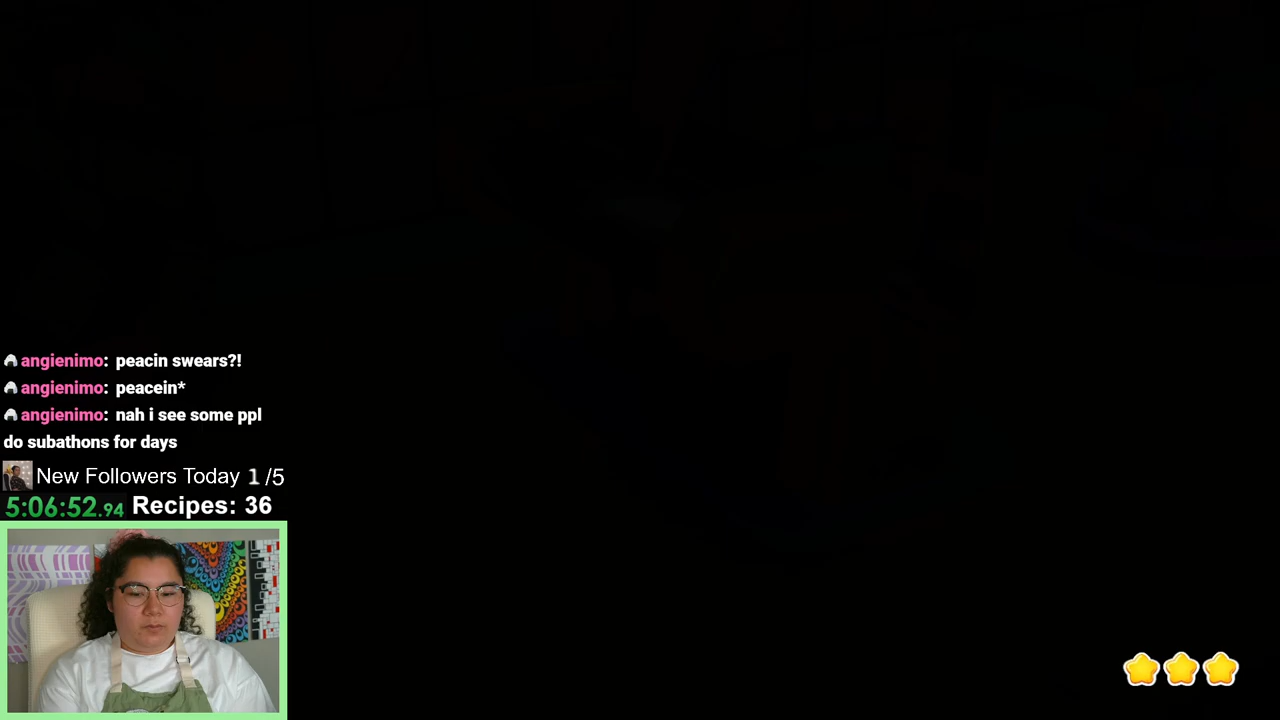 angienimo: peacin swears?!
angienimo: peacein*
angienimo: nah i see some ppl
do subathons for days
New Followers Today 1 /5
5:06:52.94 Recipes: 36